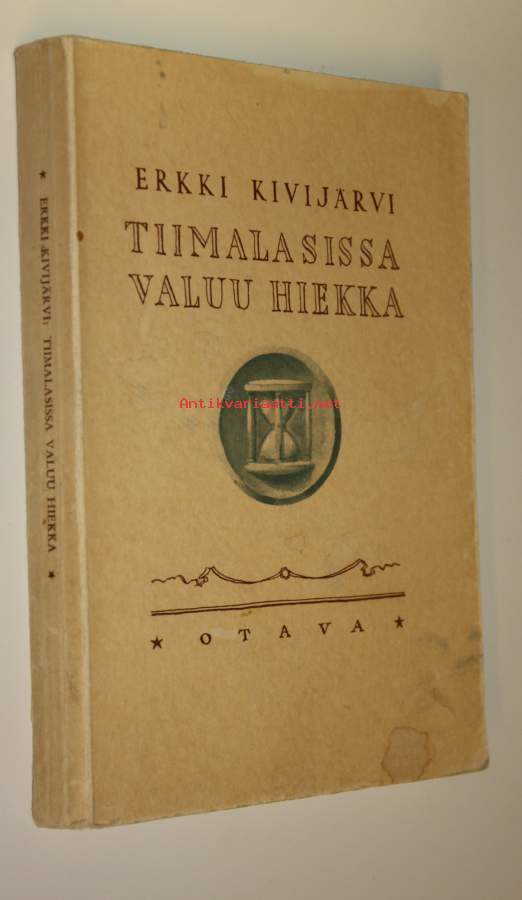 ★ ERKKI KIVIJÄRVI: TIIMALASISSA VALUU HIEKKA ★
ERKKI KIVIJÄRVI
TIIMALASISSA
VALUU HIEKKA
Antikvariaatti.net
★ OTAVA ★